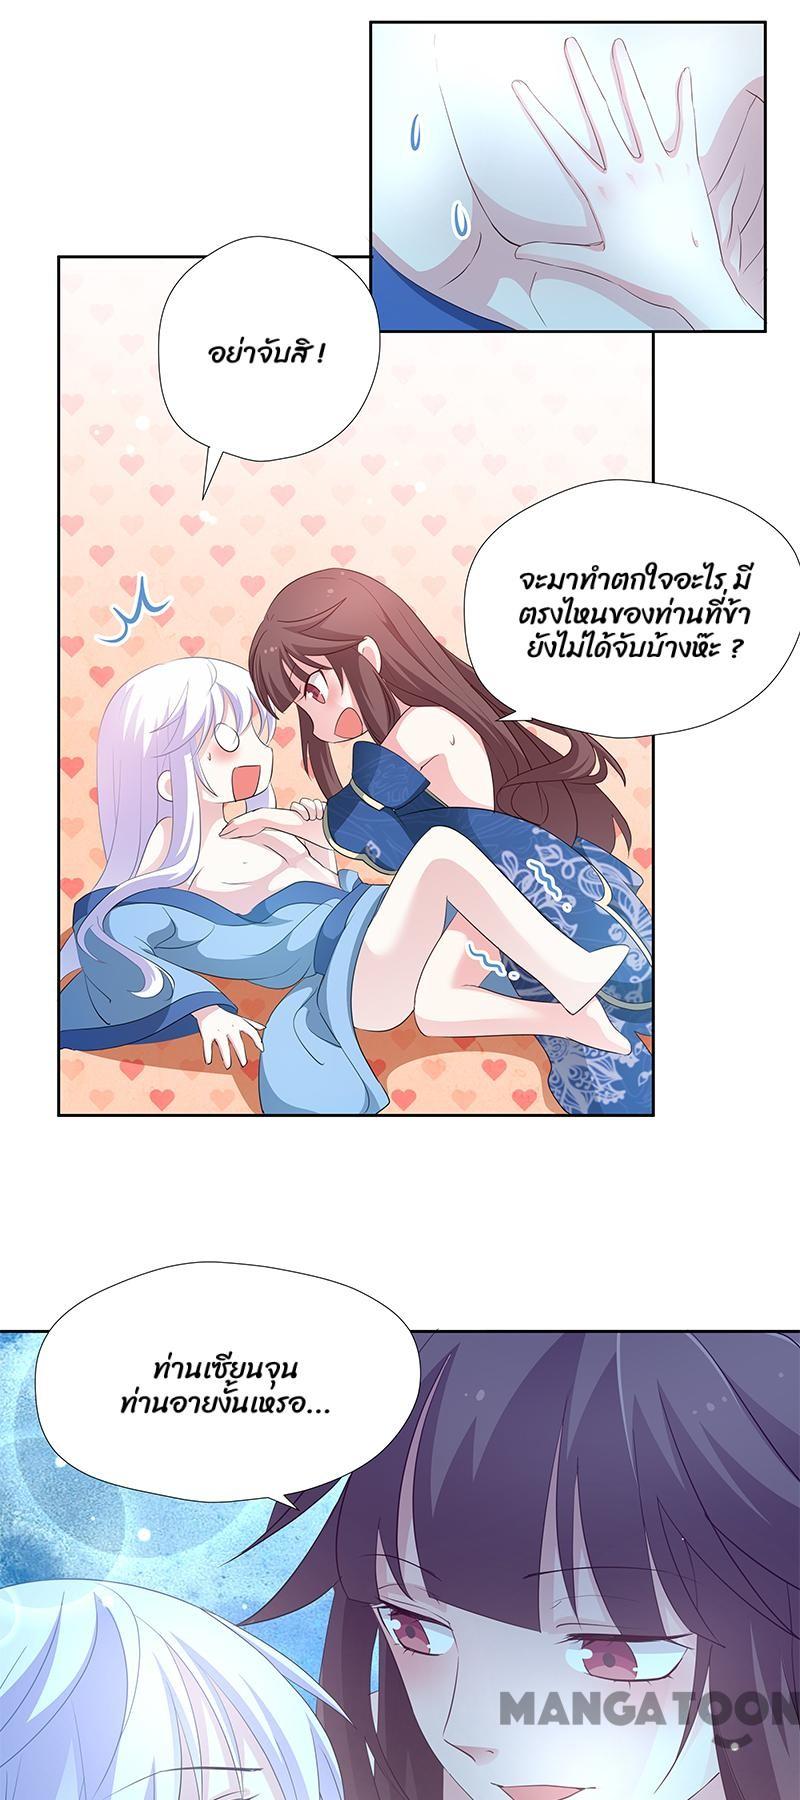 อย่าจับสิ !
จะมาทำตกใจอะไร มี
ตรงไหนของท่านที่ข้า
ยังไม่ได้จับบ้างห๊ะ ?
ท่านเซียนจุน
ท่านอายงั้นเหรอ...
MANGATOON